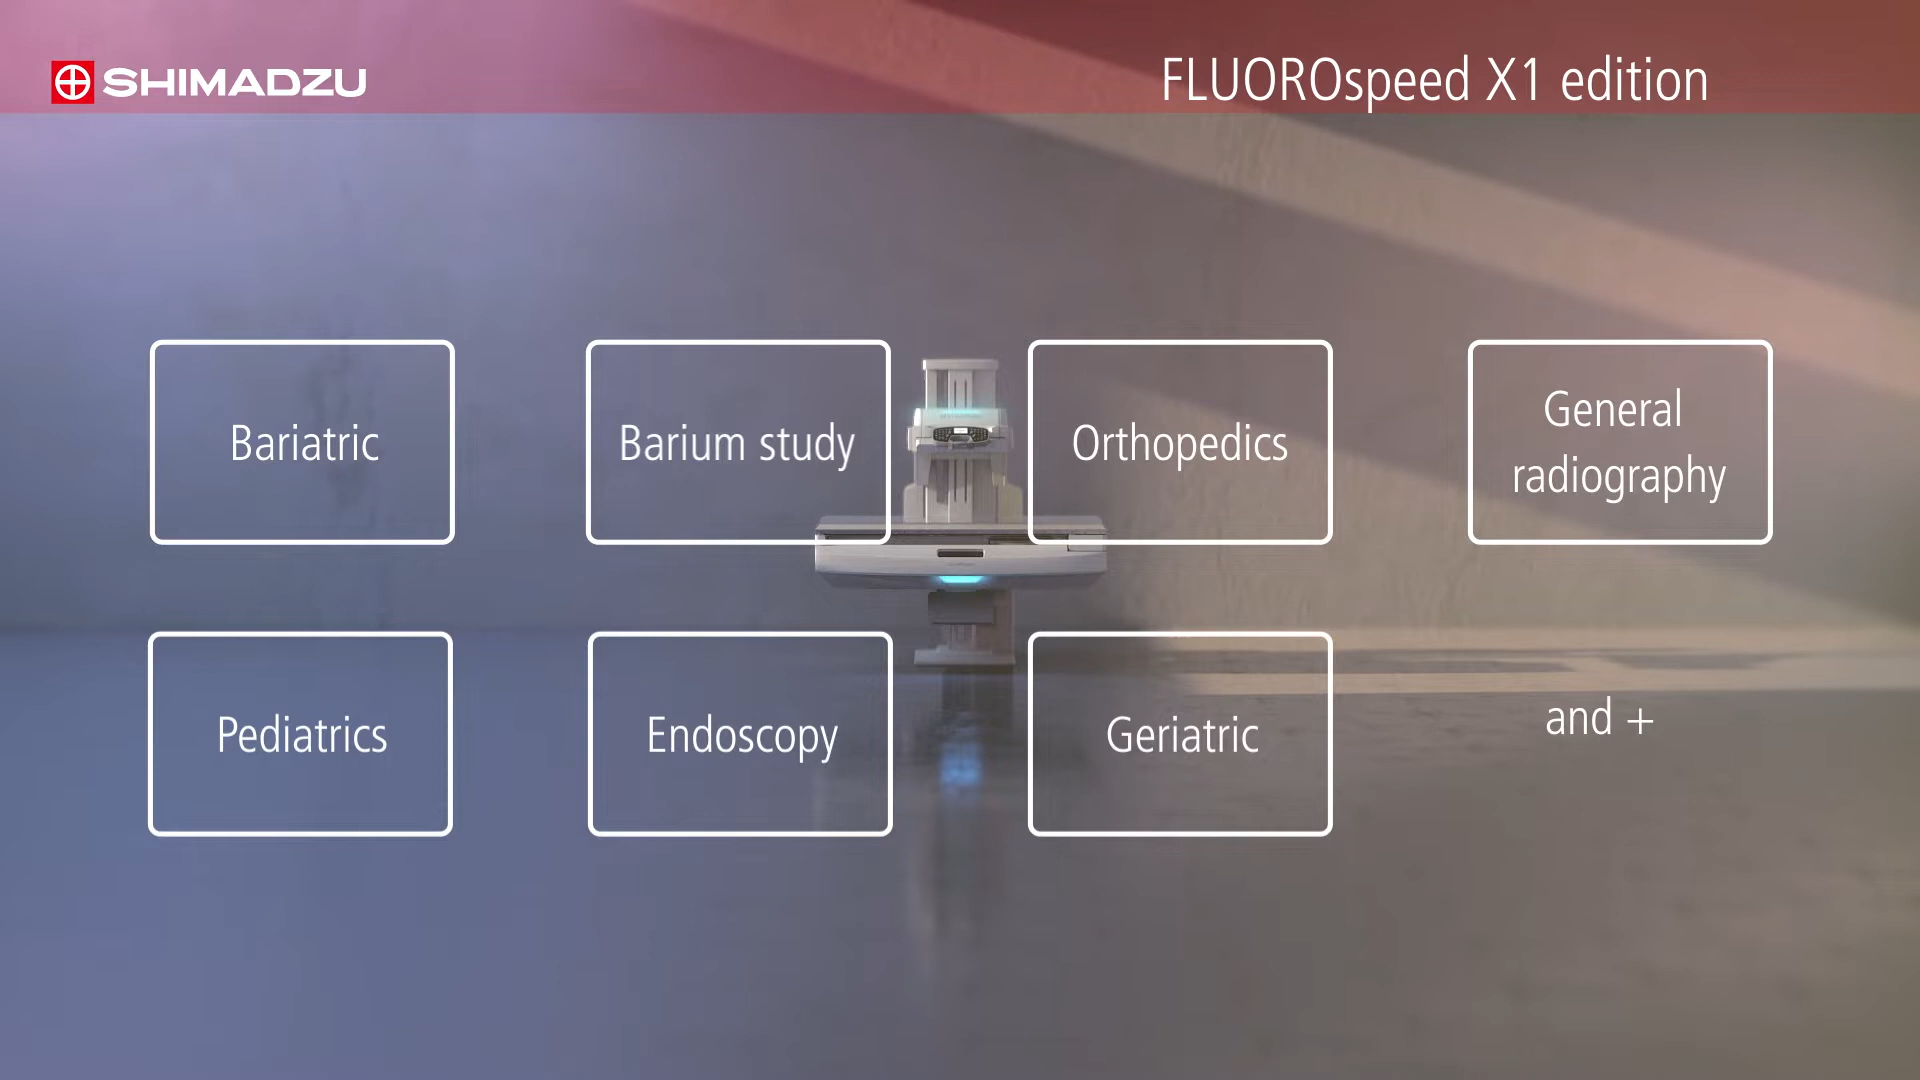 SHIMADZU
FLUOROspeed X1 edition
Bariatric
Barium study
Orthopedics
General
radiography
Pediatrics
Endoscopy
Geriatric
and +